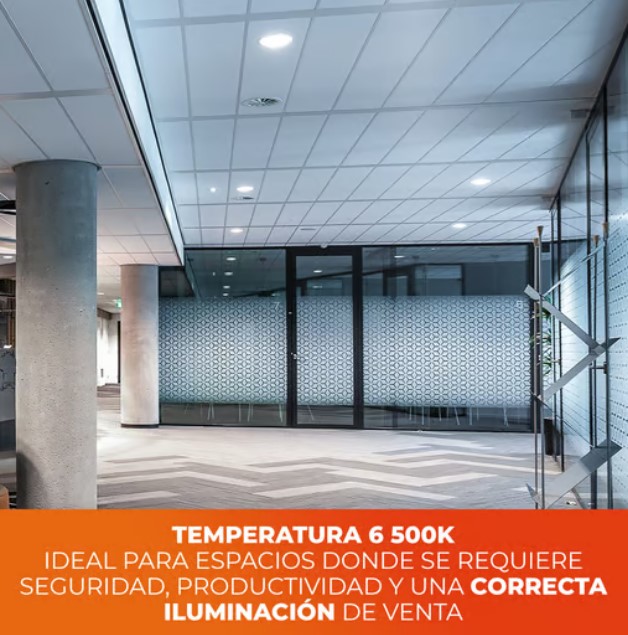 TEMPERATURA 6 500K
IDEAL PARA ESPACIOS DONDE SE REQUIERE
SEGURIDAD, PRODUCTIVIDAD Y UNA CORRECTA
ILUMINACIÓN DE VENTA